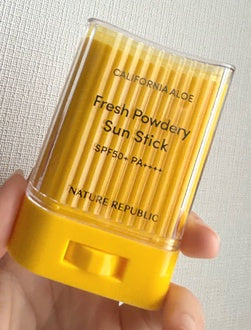 CALIFORNIA ALOE
Fresh Powdery
Sun Stick
SPF50+ PA++++
NATURE REPUBLIC